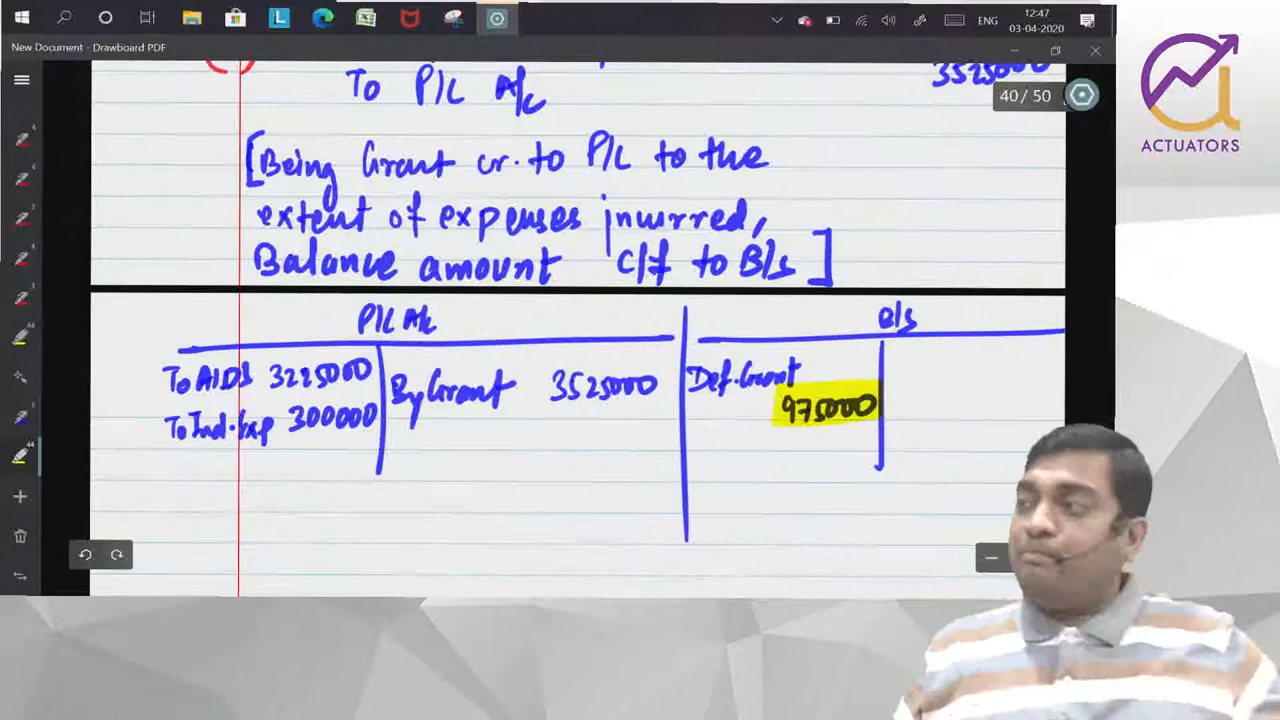 12:47
ENG
03-04-2020
New Document - Drawboard PDF
3525000
To P/L A/c
40 / 50
ACTUATORS
[Being Grant cr. to P/L to the
extent of expenses incurred,
Balance amount c/f to B/s]
P/L A/c
B/s
To AIDS 3225000
By Grant 3525000
Def. Grant
975000
To Ind. Exp 300000